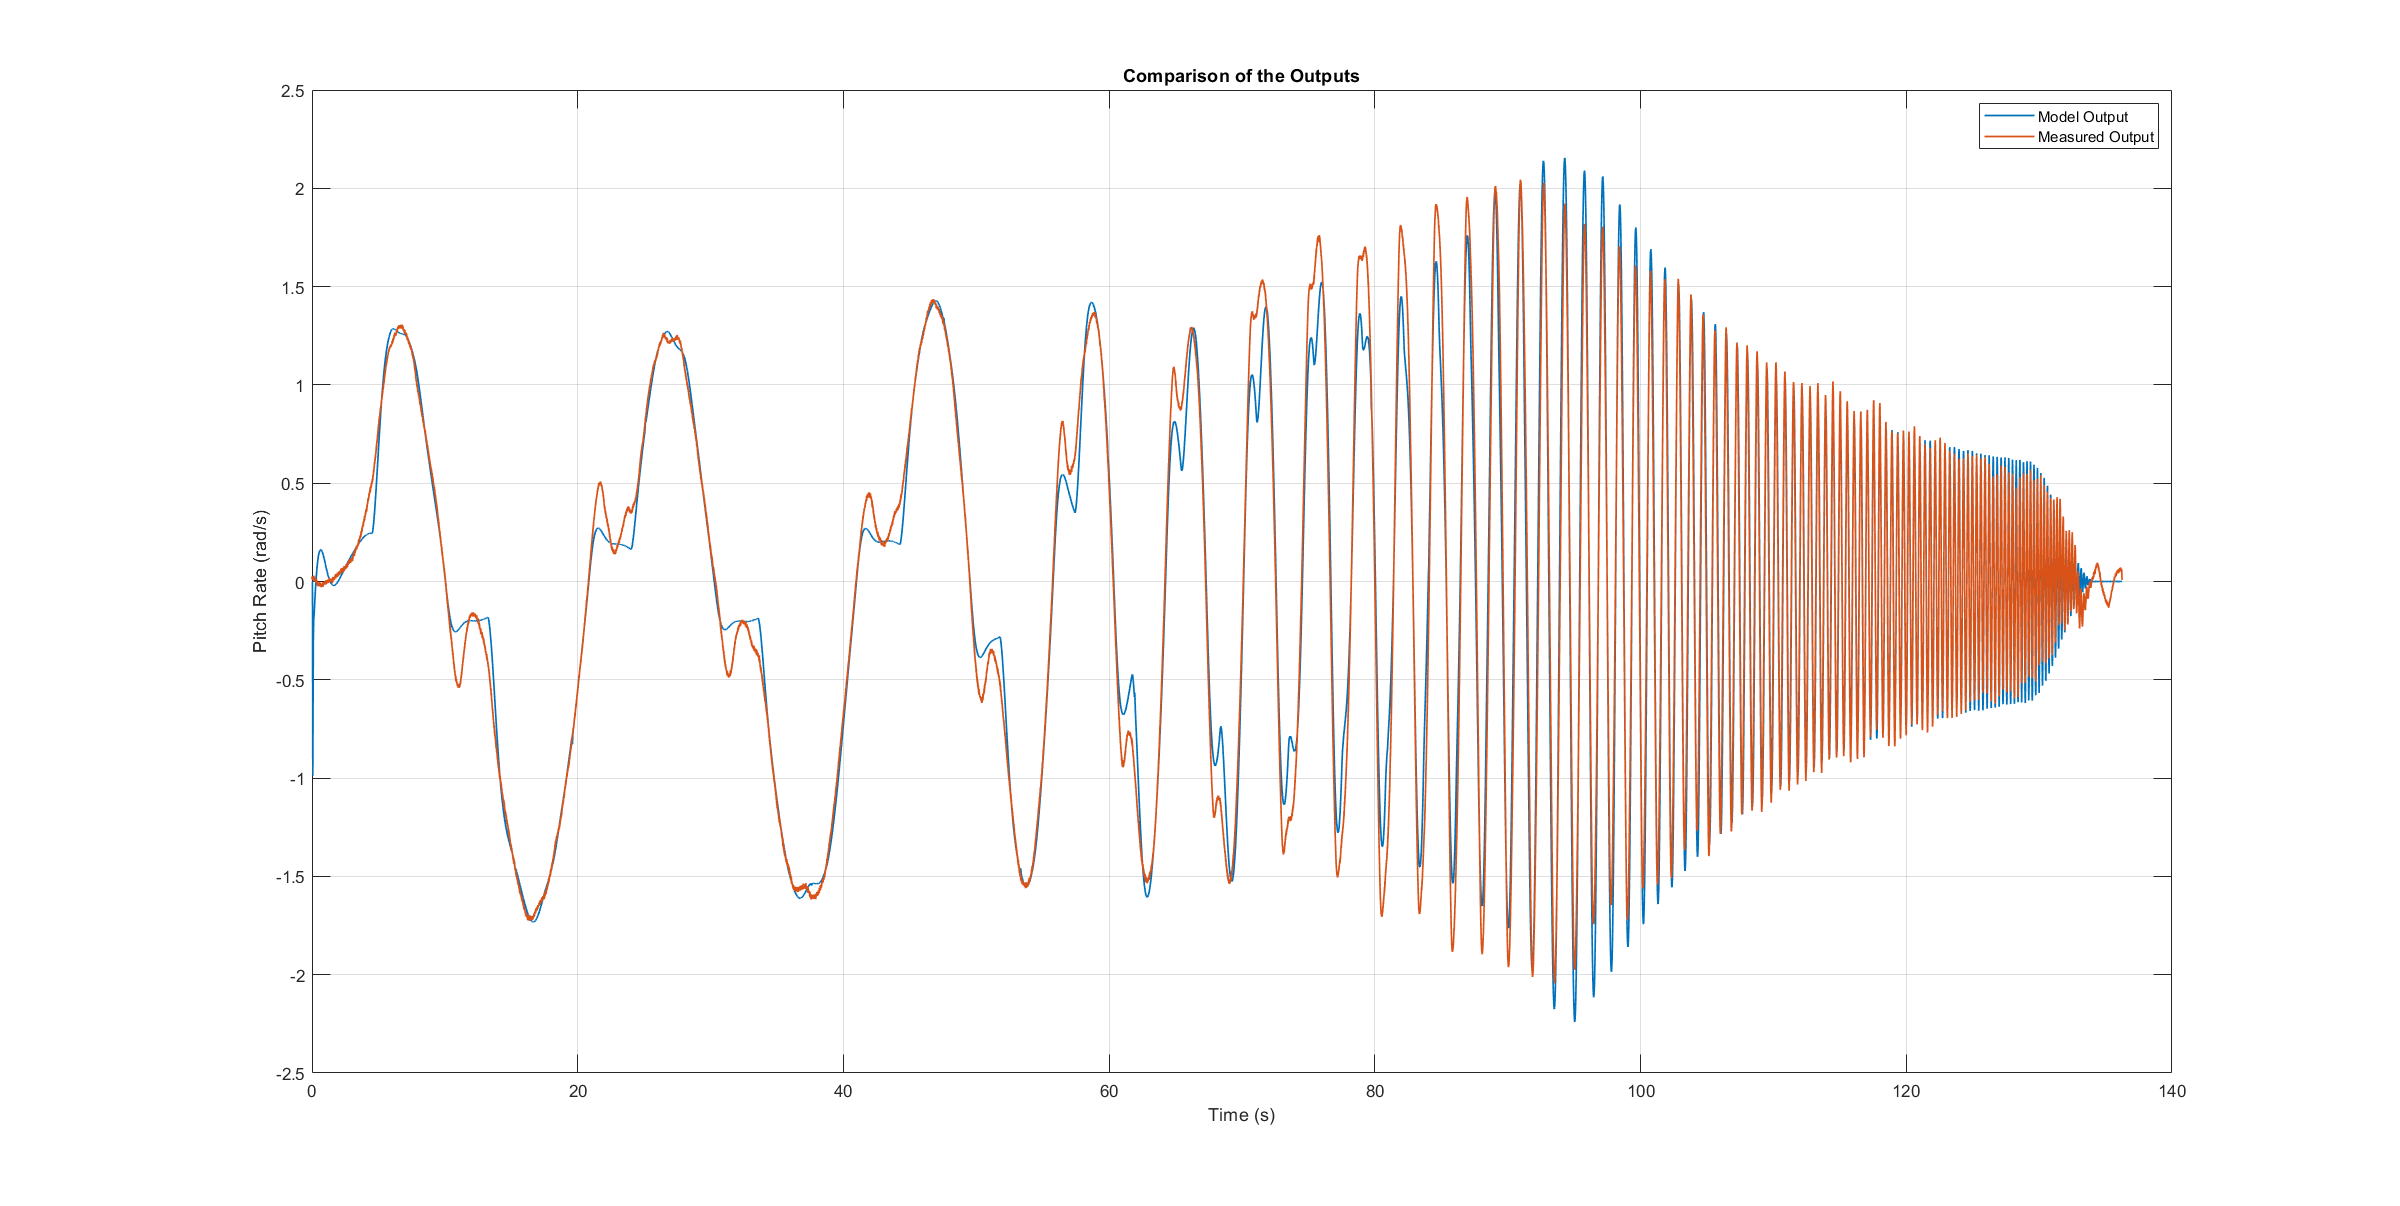 Comparison of the Outputs
Model Output
Measured Output
2.5
2
1.5
1
0.5
0
-0.5
-1
-1.5
-2
-2.5
Pitch Rate (rad/s)
0 20 40 60 80 100 120 140
Time (s)